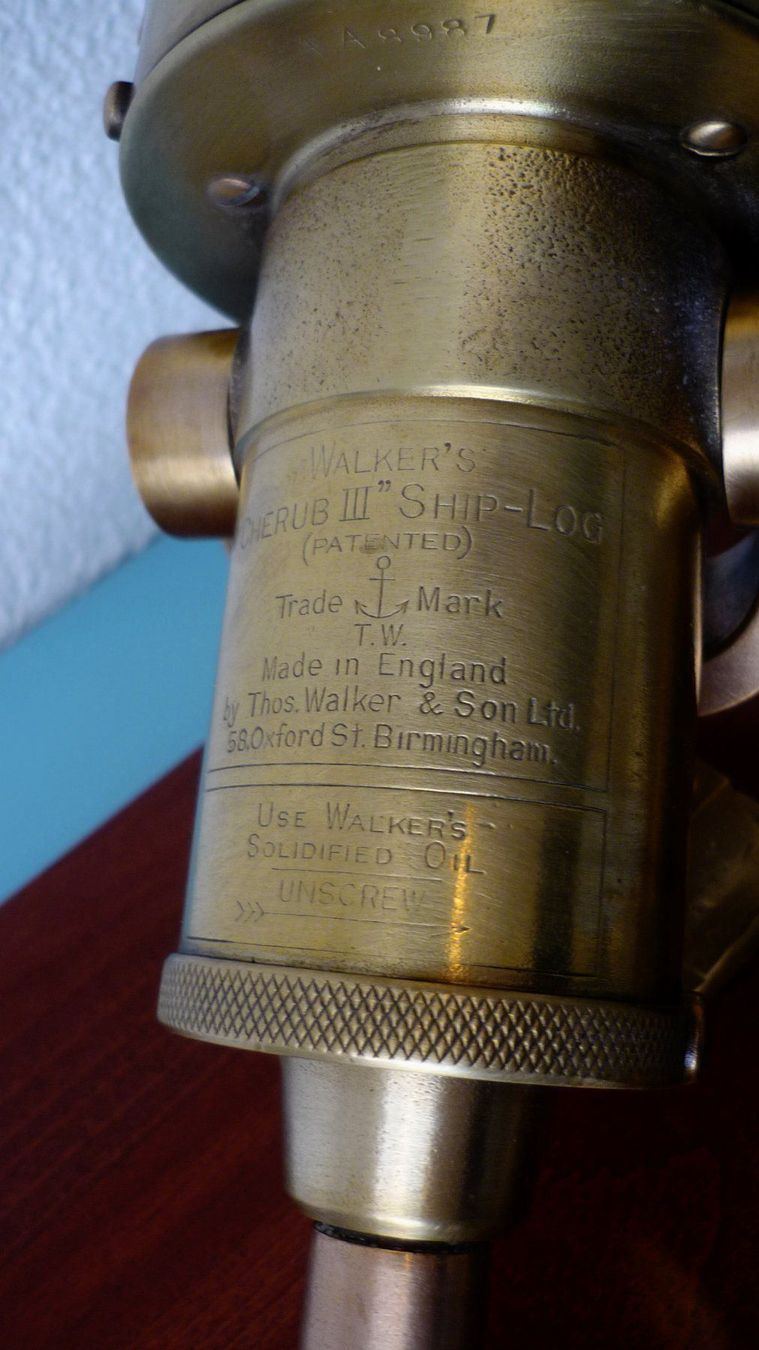 A8987
WALKER'S
CHERUB III" SHIP-LOG
(PATENTED)
Trade Mark
T.W.
Made in England
by Thos. Walker & Son Ltd.
58, Oxford St. Birmingham.
USE WALKER'S
SOLIDIFIED OIL
UNSCREW